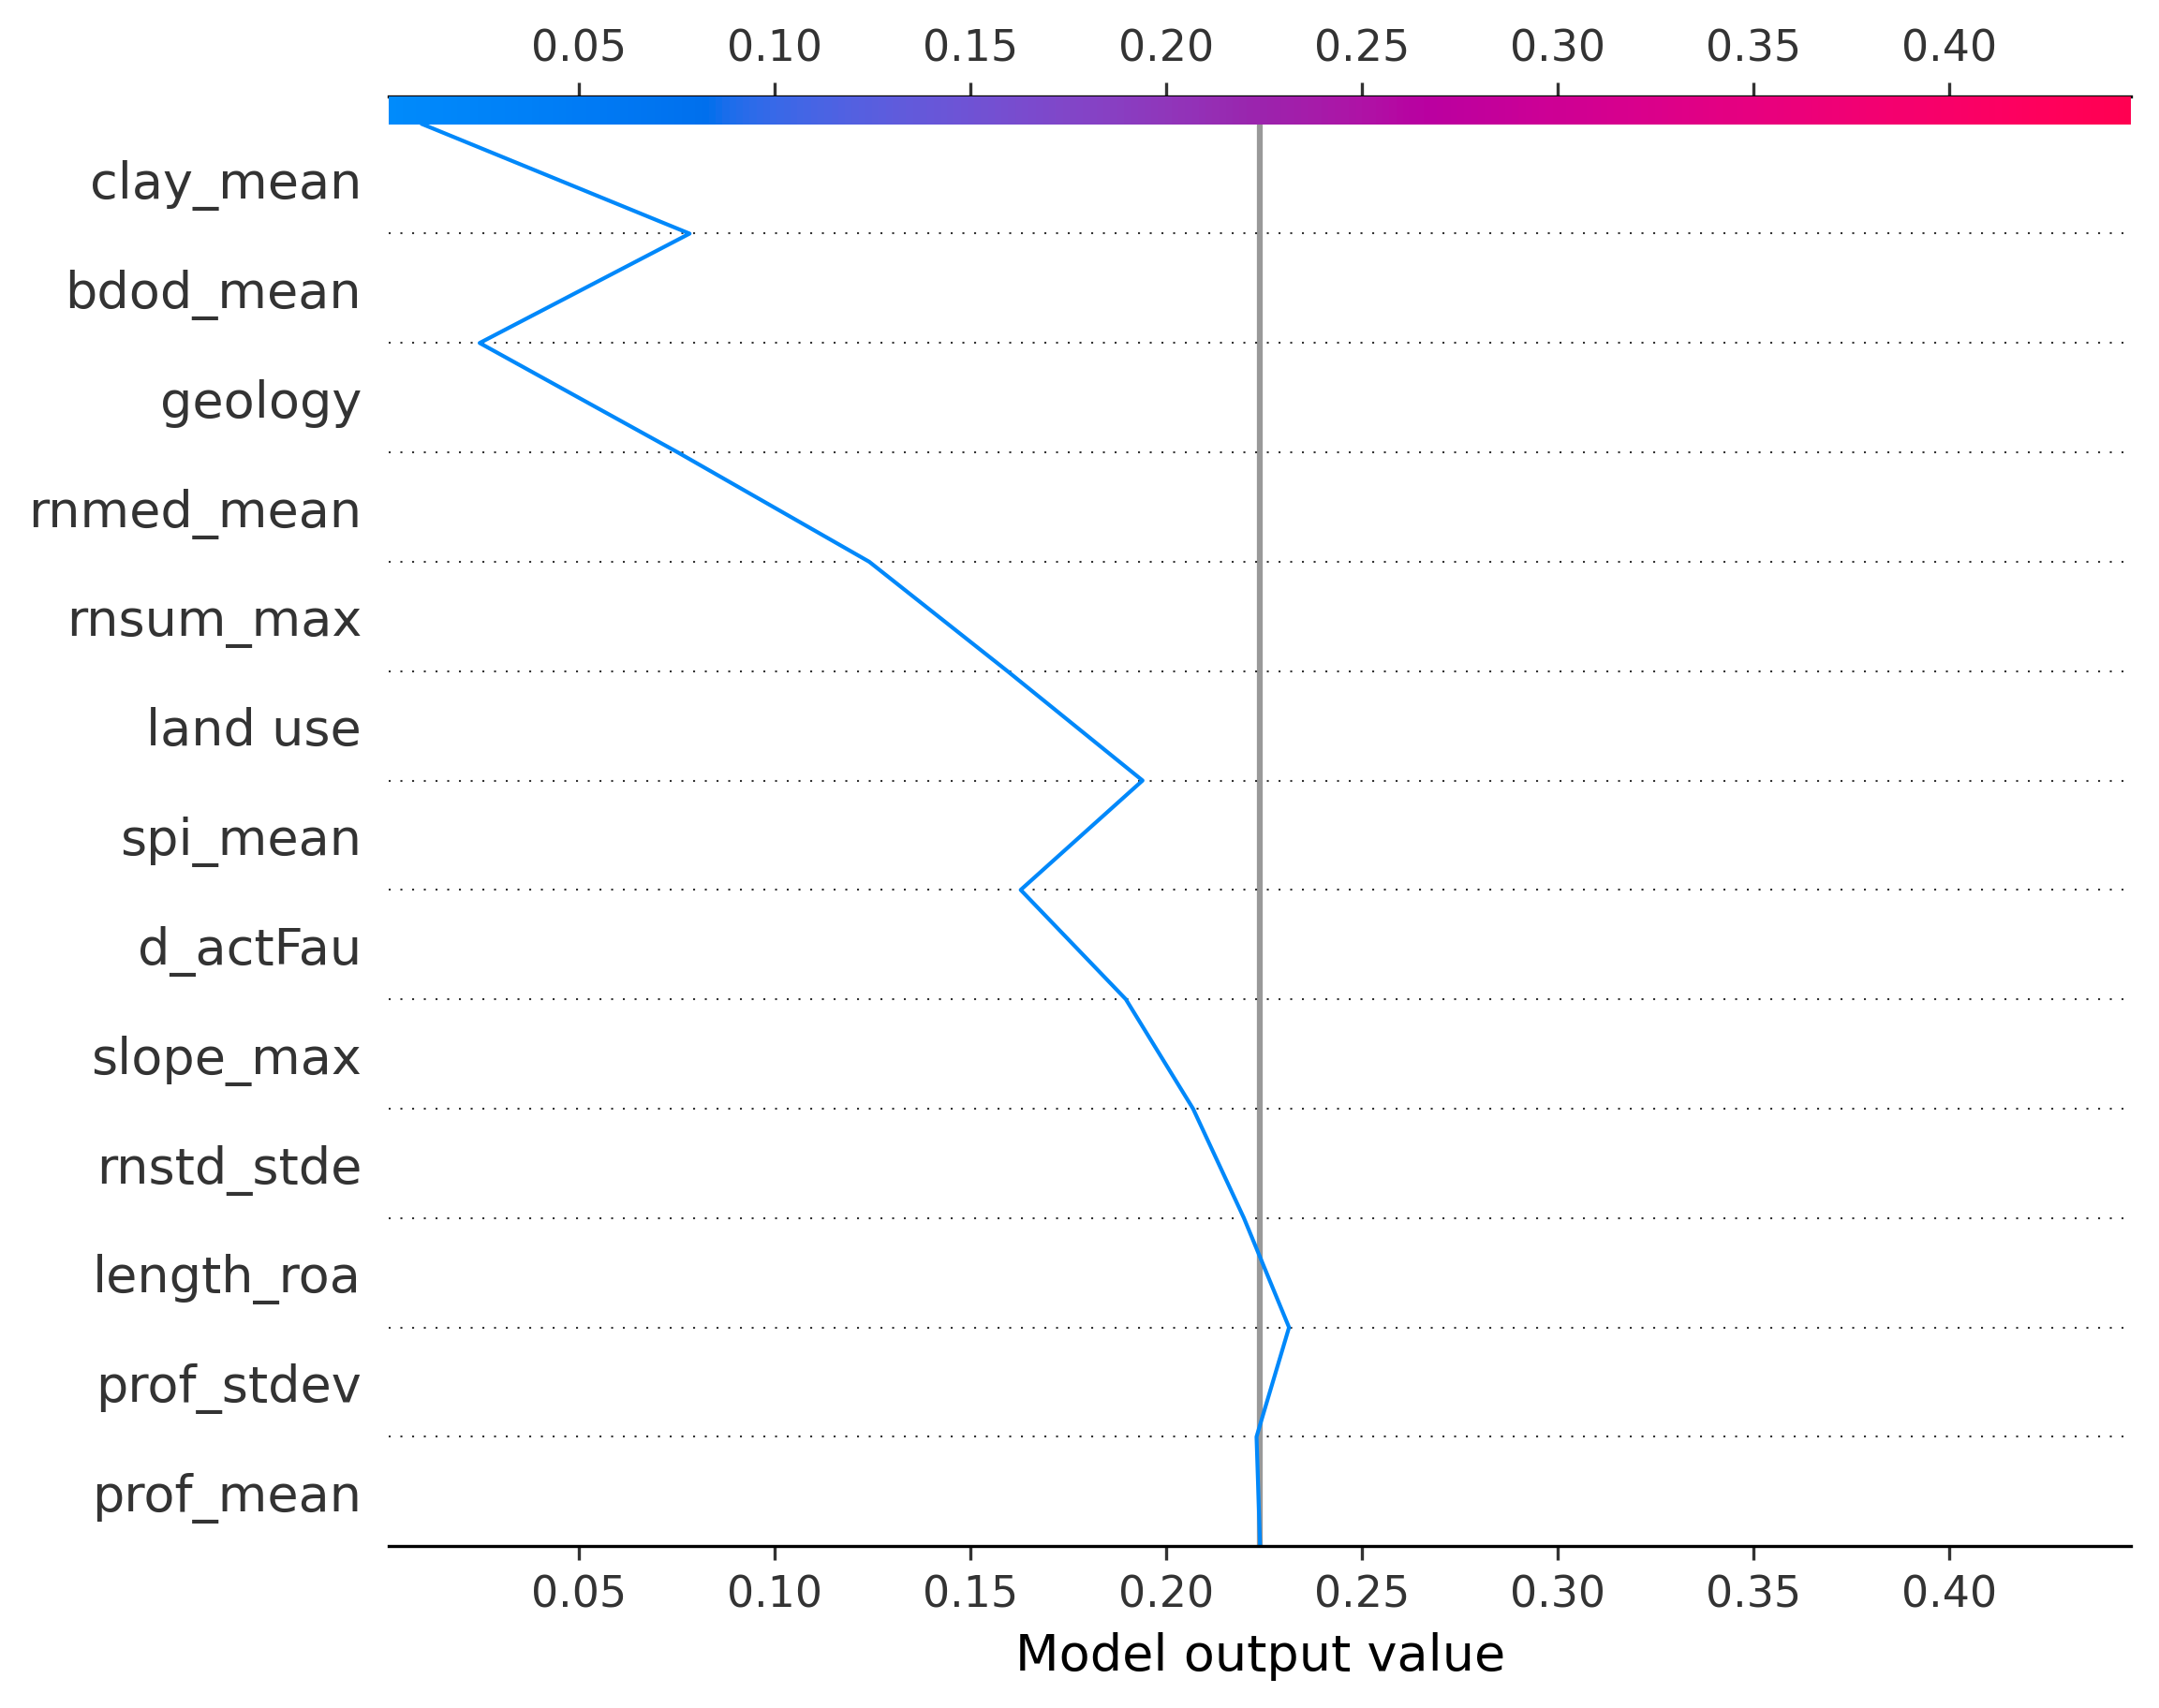 0.05 0.10 0.15 0.20 0.25 0.30 0.35 0.40
clay_mean
bdod_mean
geology
rnmed_mean
rnsum_max
land use
spi_mean
d_actFau
slope_max
rnstd_stde
length_roa
prof_stdev
prof_mean
0.05 0.10 0.15 0.20 0.25 0.30 0.35 0.40
Model output value